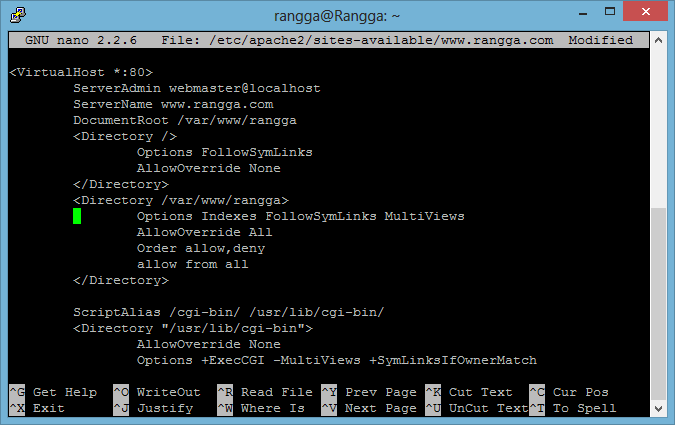 rangga@Rangga: ~
GNU nano 2.2.6 File: /etc/apache2/sites-available/www.rangga.com Modified
<VirtualHost *:80>
ServerAdmin webmaster@localhost
ServerName www.rangga.com
DocumentRoot /var/www/rangga
<Directory />
Options FollowSymLinks
AllowOverride None
</Directory>
<Directory /var/www/rangga>
Options Indexes FollowSymLinks MultiViews
AllowOverride All
Order allow,deny
allow from all
</Directory>
ScriptAlias /cgi-bin/ /usr/lib/cgi-bin/
<Directory "/usr/lib/cgi-bin">
AllowOverride None
Options +ExecCGI -MultiViews +SymLinksIfOwnerMatch
^G Get Help ^O WriteOut ^R Read File ^Y Prev Page ^K Cut Text ^C Cur Pos
^X Exit ^J Justify ^W Where Is ^V Next Page ^U UnCut Text ^T To Spell